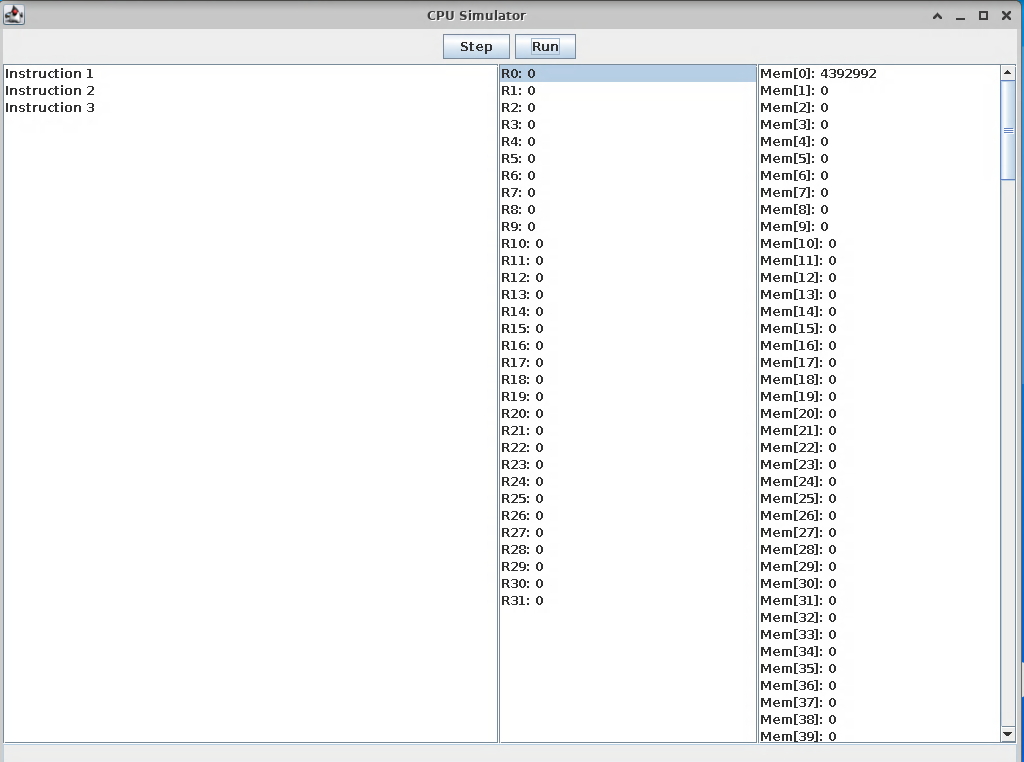 CPU Simulator
Step Run
Instruction 1
Instruction 2
Instruction 3
R0: 0
R1: 0
R2: 0
R3: 0
R4: 0
R5: 0
R6: 0
R7: 0
R8: 0
R9: 0
R10: 0
R11: 0
R12: 0
R13: 0
R14: 0
R15: 0
R16: 0
R17: 0
R18: 0
R19: 0
R20: 0
R21: 0
R22: 0
R23: 0
R24: 0
R25: 0
R26: 0
R27: 0
R28: 0
R29: 0
R30: 0
R31: 0
Mem[0]: 4392992
Mem[1]: 0
Mem[2]: 0
Mem[3]: 0
Mem[4]: 0
Mem[5]: 0
Mem[6]: 0
Mem[7]: 0
Mem[8]: 0
Mem[9]: 0
Mem[10]: 0
Mem[11]: 0
Mem[12]: 0
Mem[13]: 0
Mem[14]: 0
Mem[15]: 0
Mem[16]: 0
Mem[17]: 0
Mem[18]: 0
Mem[19]: 0
Mem[20]: 0
Mem[21]: 0
Mem[22]: 0
Mem[23]: 0
Mem[24]: 0
Mem[25]: 0
Mem[26]: 0
Mem[27]: 0
Mem[28]: 0
Mem[29]: 0
Mem[30]: 0
Mem[31]: 0
Mem[32]: 0
Mem[33]: 0
Mem[34]: 0
Mem[35]: 0
Mem[36]: 0
Mem[37]: 0
Mem[38]: 0
Mem[39]: 0